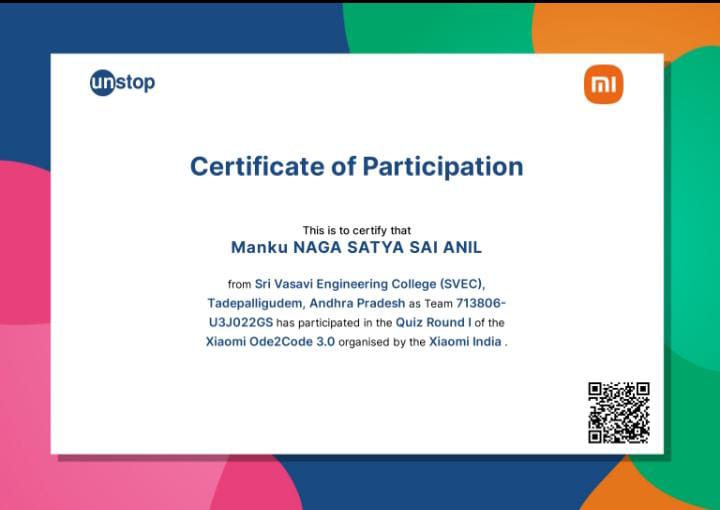 unstop
mi
Certificate of Participation
This is to certify that
Manku NAGA SATYA SAI ANIL
from Sri Vasavi Engineering College (SVEC),
Tadepalligudem, Andhra Pradesh as Team 713806-
U3J022GS has participated in the Quiz Round I of the
Xiaomi Ode2Code 3.0 organised by the Xiaomi India .